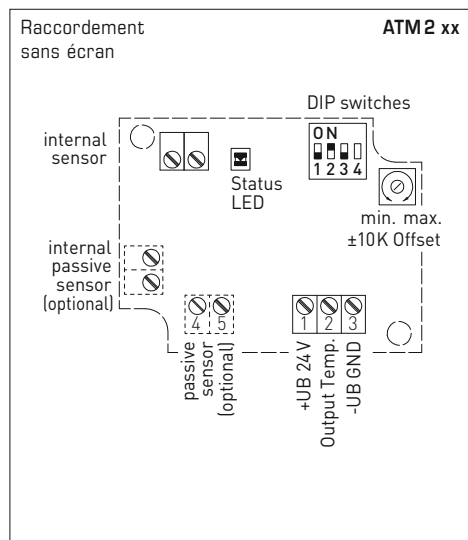 Raccordement
sans écran
ATM 2 xx
DIP switches
internal
sensor
ON
1 2 3 4
Status
LED
min. max.
±10K Offset
internal
passive
sensor
(optional)
4 5
1 2 3
passive
sensor
(optional)
+UB 24 V
Output Temp.
-UB GND